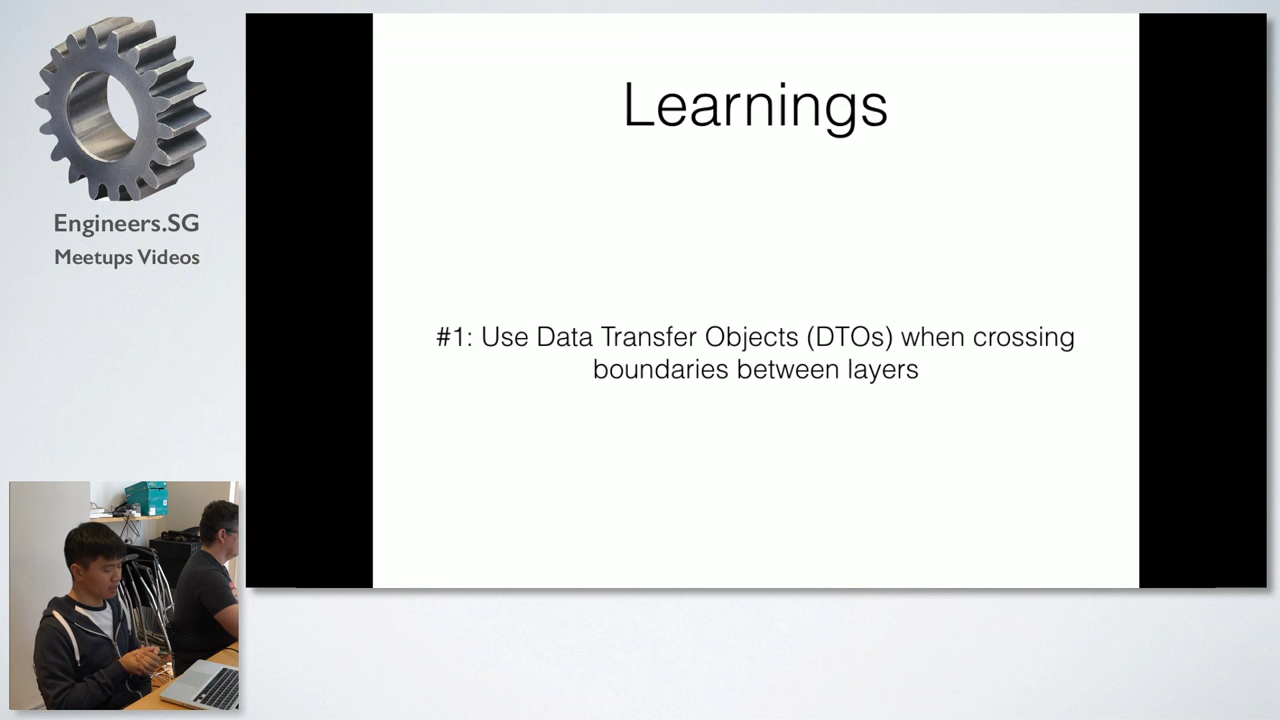 Engineers.SG
Meetups Videos
Learnings
#1: Use Data Transfer Objects (DTOs) when crossing
boundaries between layers